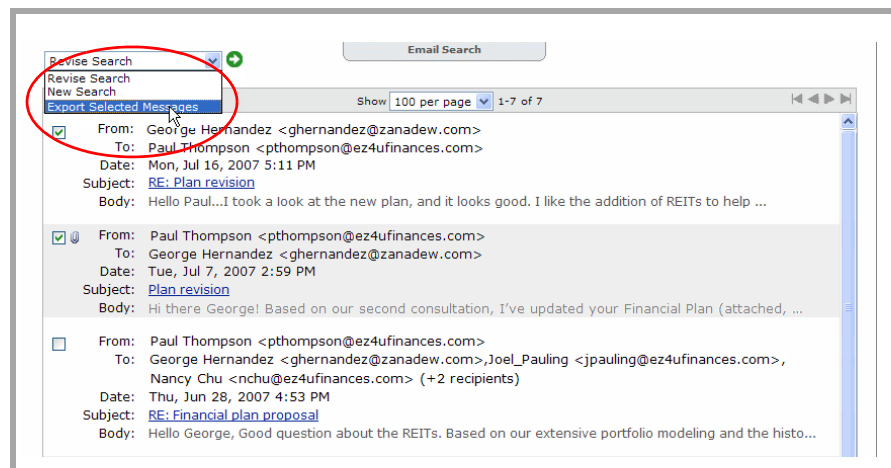 Email Search
Revise Search
Revise Search
New Search
Export Selected Messages
Show 100 per page 1-7 of 7
From: George Hernandez <ghernandez@zanadew.com>
To: Paul Thompson <pthompson@ez4ufinances.com>
Date: Mon, Jul 16, 2007 5:11 PM
Subject: RE: Plan revision
Body: Hello Paul...I took a look at the new plan, and it looks good. I like the addition of REITs to help ...
From: Paul Thompson <pthompson@ez4ufinances.com>
To: George Hernandez <ghernandez@zanadew.com>
Date: Tue, Jul 7, 2007 2:59 PM
Subject: Plan revision
Body: Hi there George! Based on our second consultation, I've updated your Financial Plan (attached, ...
From: Paul Thompson <pthompson@ez4ufinances.com>
To: George Hernandez <ghernandez@zanadew.com>,Joel_Pauling <jpauling@ez4ufinances.com>,
Nancy Chu <nchu@ez4ufinances.com> (+2 recipients)
Date: Thu, Jun 28, 2007 4:53 PM
Subject: RE: Financial plan proposal
Body: Hello George, Good question about the REITs. Based on our extensive portfolio modeling and the histo...